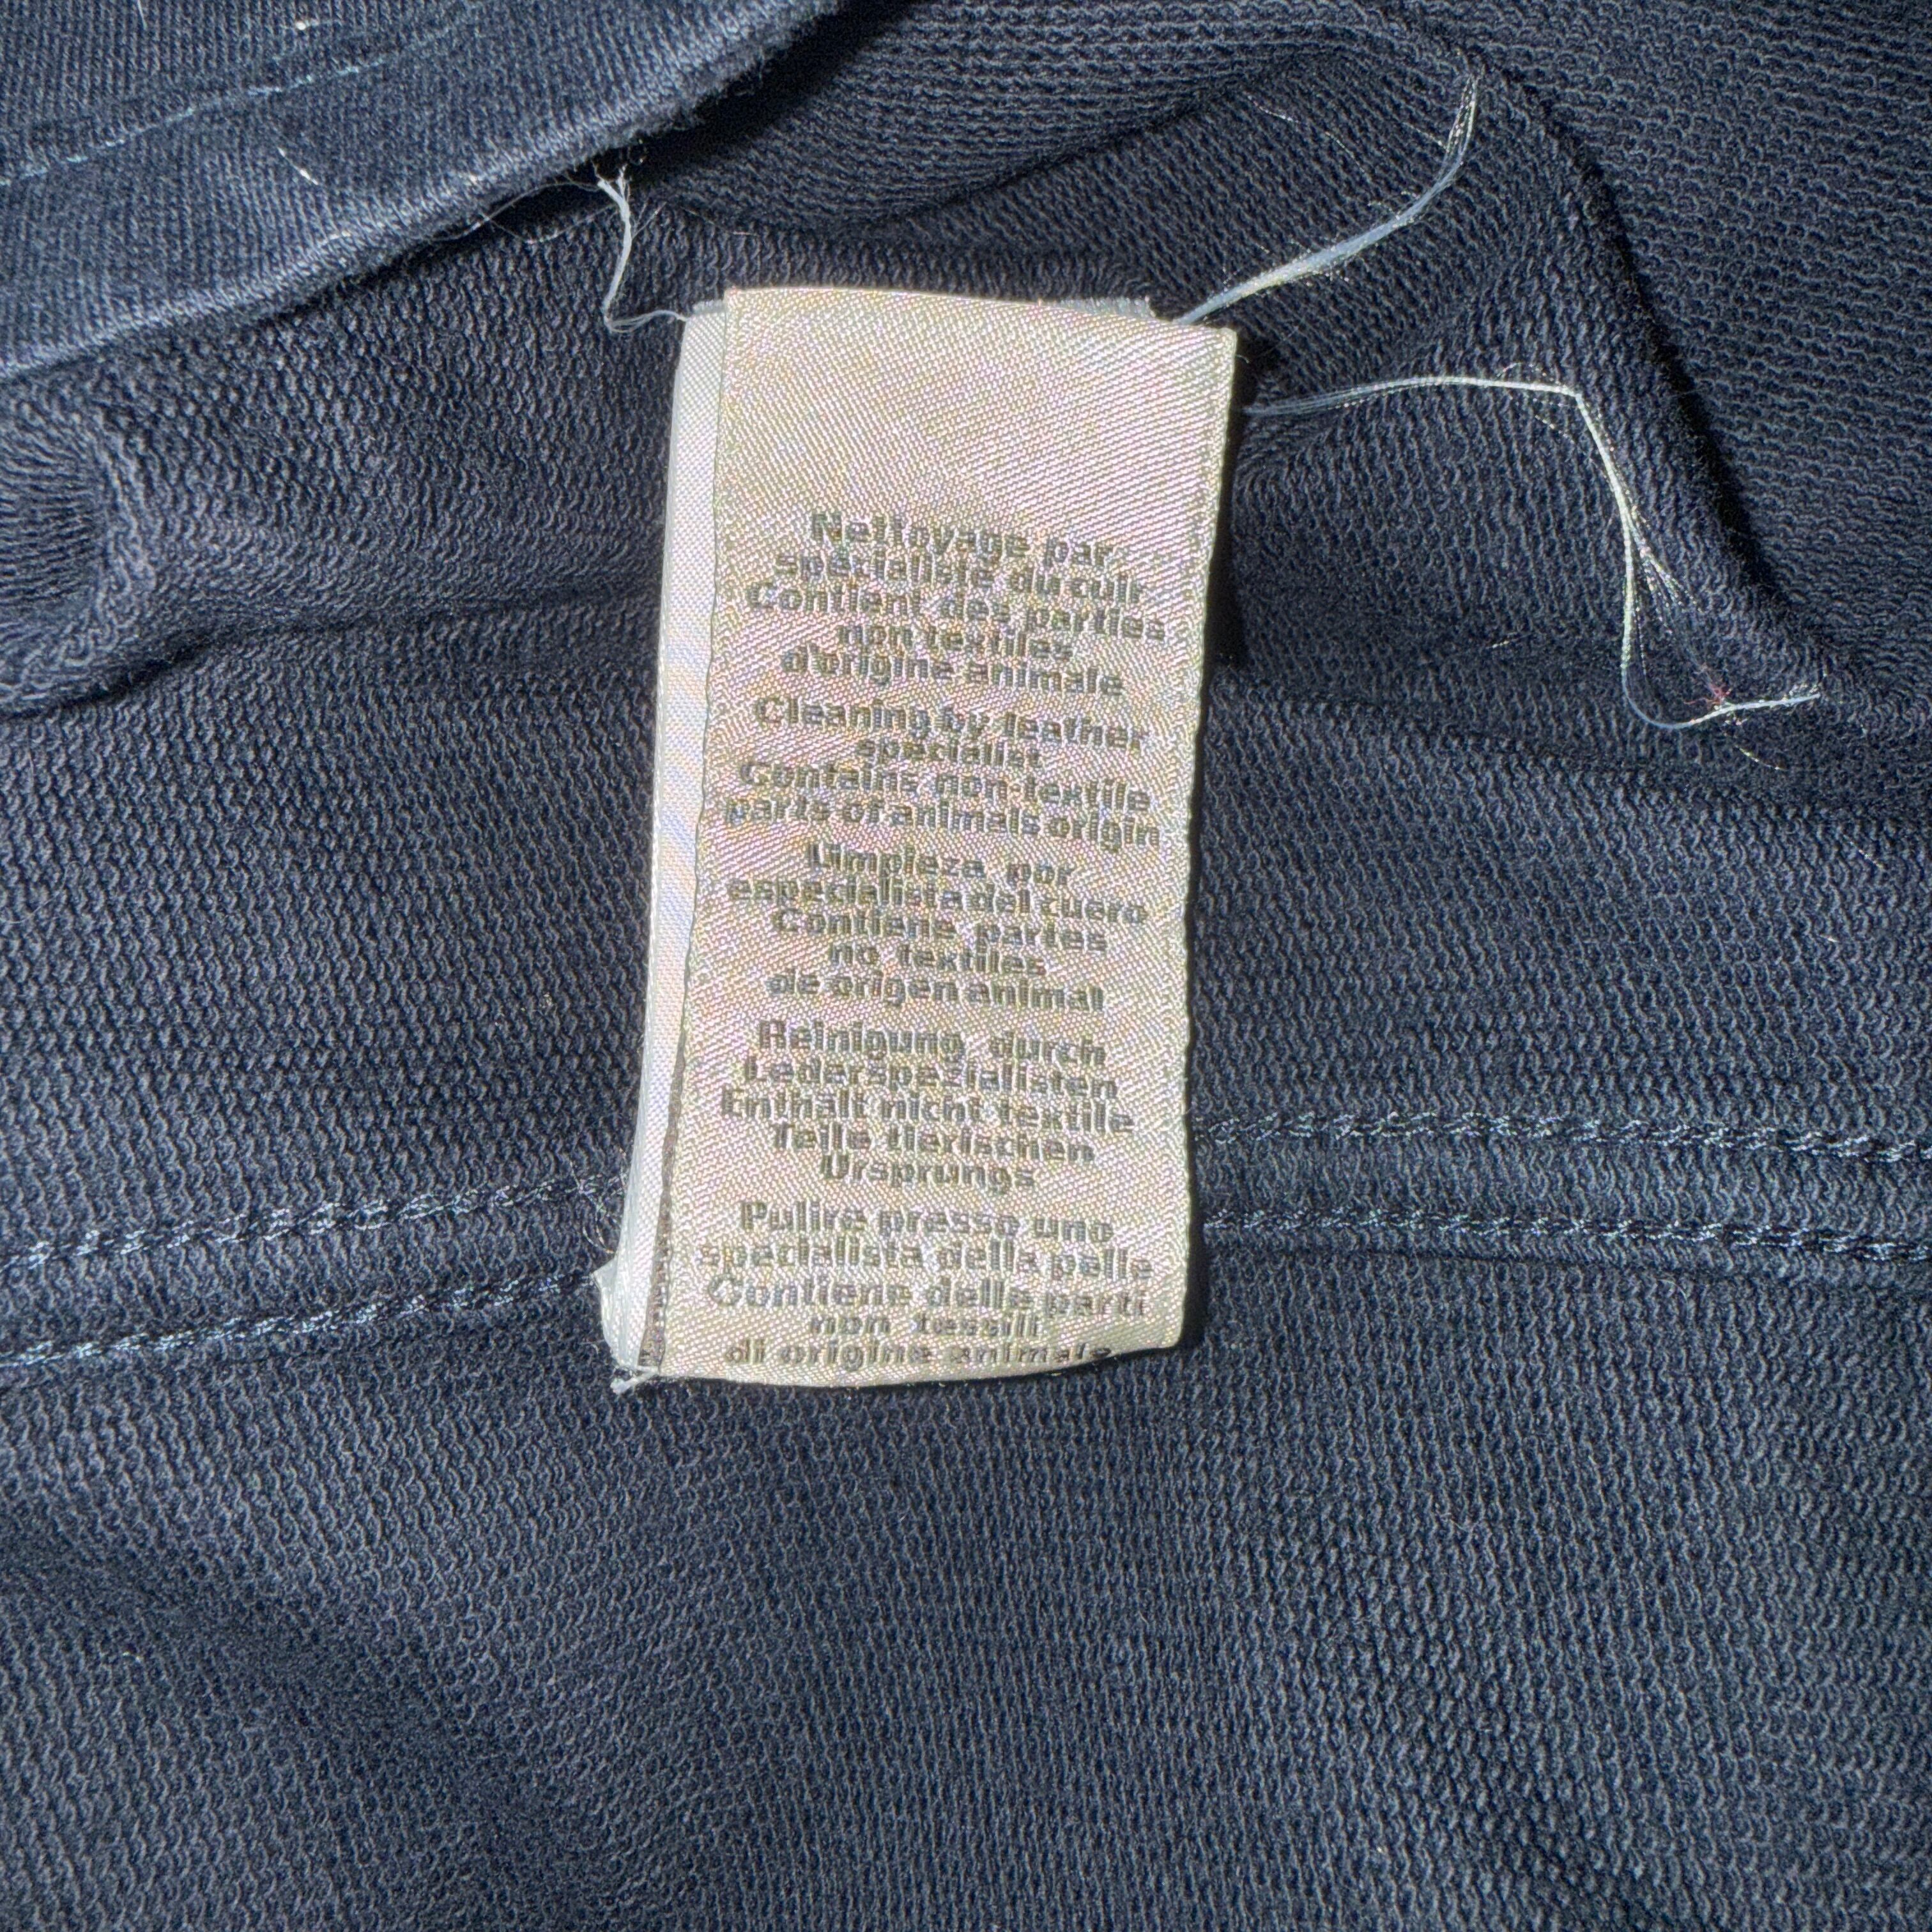 Nettoyage par
spécialiste du cuir
Contient des parties
non textiles
d'origine animale
Cleaning by leather
specialist
Contains non-textile
parts of animals origin
Limpieza por
especialista del cuero
Contiene partes
no textiles
de origen animal
Reinigung durch
Lederspezialisten
Enthält nicht textile
Teile tierischen
Ursprungs
Pulire presso uno
specialista della pelle
Contiene delle parti
non tessili
di origine animale